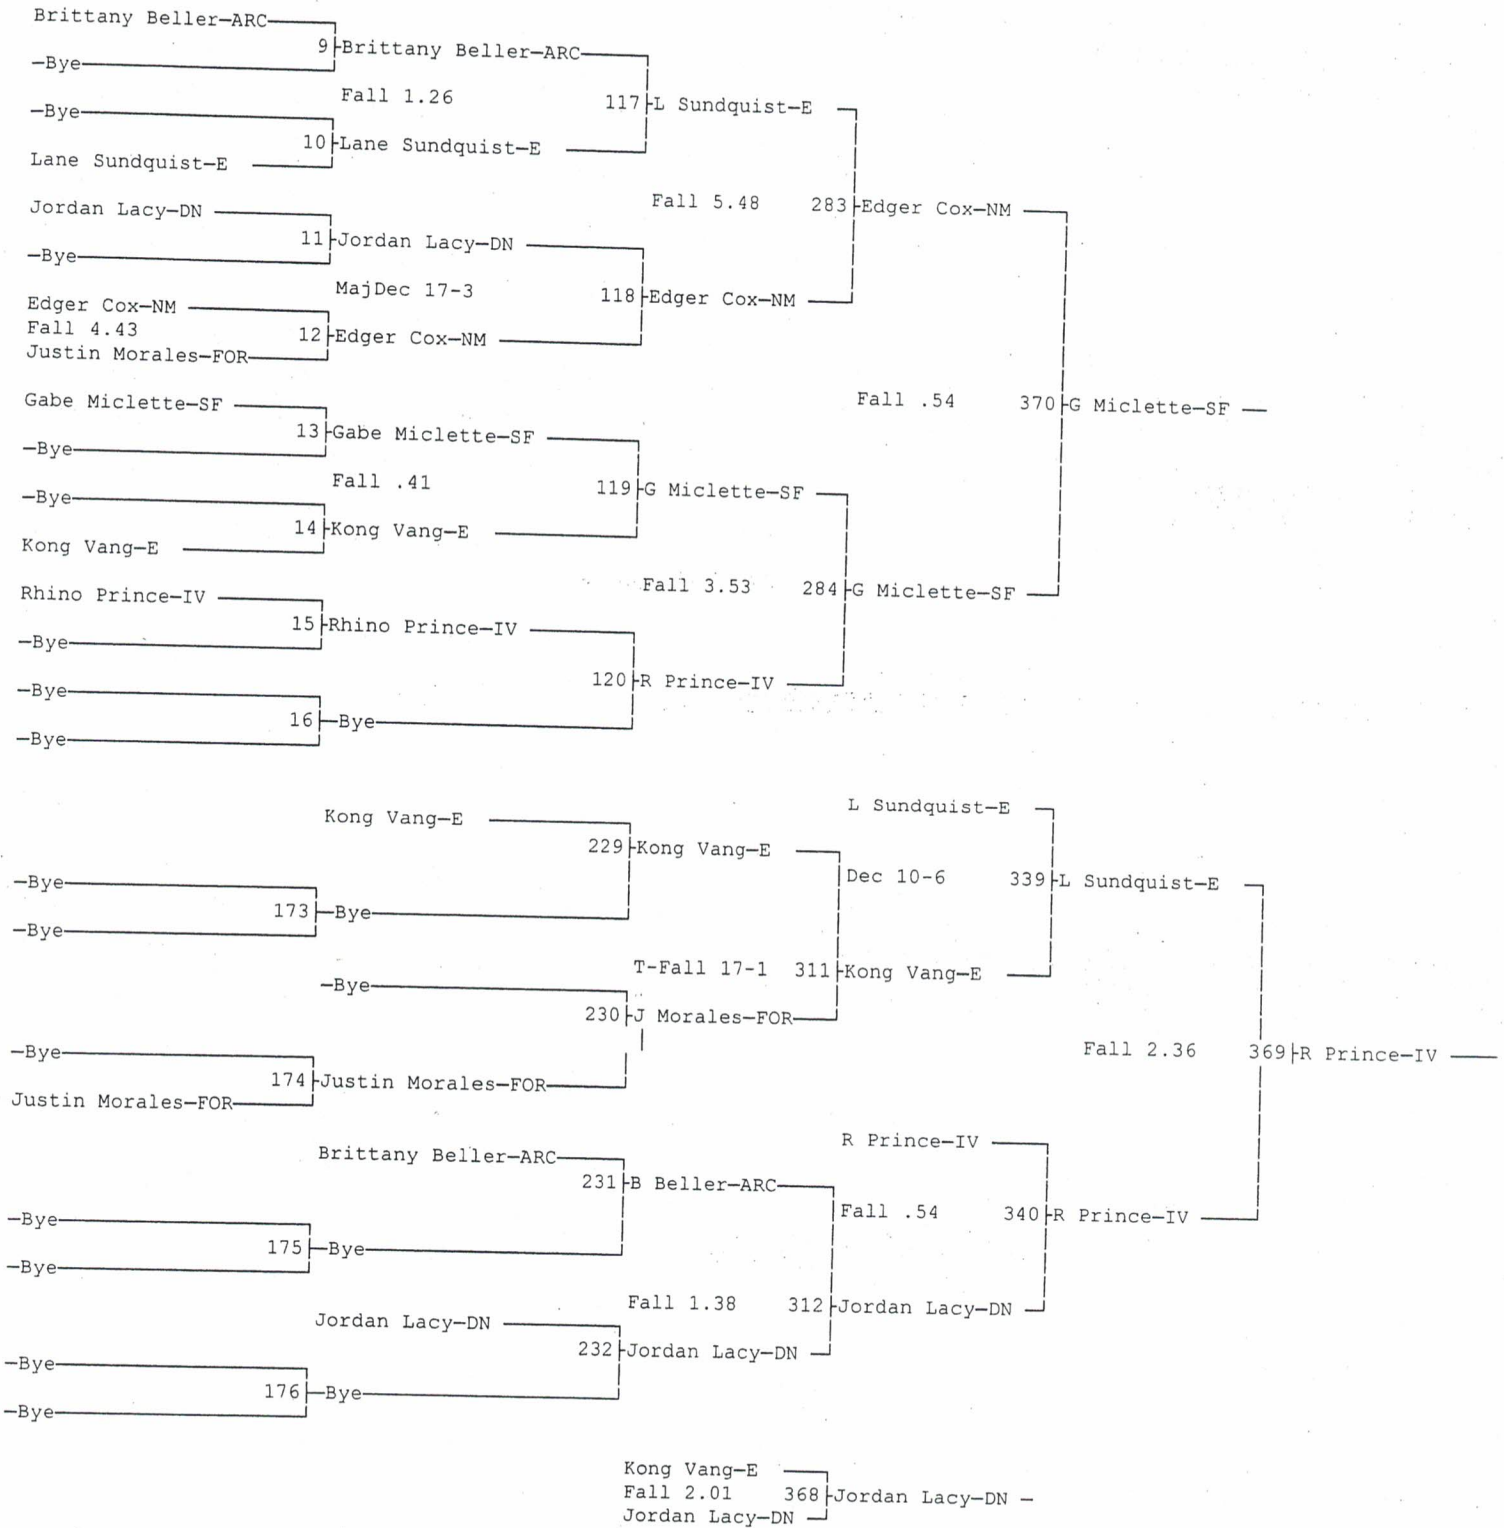 Brittany Beller-ARC
9 Brittany Beller-ARC
-Bye
Fall 1.26
117 L Sundquist-E
-Bye
10 Lane Sundquist-E
Lane Sundquist-E
Fall 5.48
283 Edger Cox-NM
Jordan Lacy-DN
11 Jordan Lacy-DN
-Bye
MajDec 17-3
118 Edger Cox-NM
Edger Cox-NM
Fall 4.43
12 Edger Cox-NM
Justin Morales-FOR
Fall .54
370 G Miclette-SF
Gabe Miclette-SF
13 Gabe Miclette-SF
-Bye
Fall .41
119 G Miclette-SF
-Bye
14 Kong Vang-E
Kong Vang-E
Fall 3.53
284 G Miclette-SF
Rhino Prince-IV
15 Rhino Prince-IV
-Bye
120 R Prince-IV
-Bye
16 -Bye
-Bye
L Sundquist-E
Kong Vang-E
229 Kong Vang-E
Dec 10-6
339 L Sundquist-E
-Bye
173 -Bye
-Bye
T-Fall 17-1
311 Kong Vang-E
-Bye
230 J Morales-FOR
-Bye
174 Justin Morales-FOR
Justin Morales-FOR
Fall 2.36
369 R Prince-IV
R Prince-IV
Brittany Beller-ARC
231 B Beller-ARC
Fall .54
340 R Prince-IV
-Bye
175 -Bye
-Bye
Fall 1.38
312 Jordan Lacy-DN
Jordan Lacy-DN
232 Jordan Lacy-DN
-Bye
176 -Bye
-Bye
Kong Vang-E
Fall 2.01
368 Jordan Lacy-DN
Jordan Lacy-DN